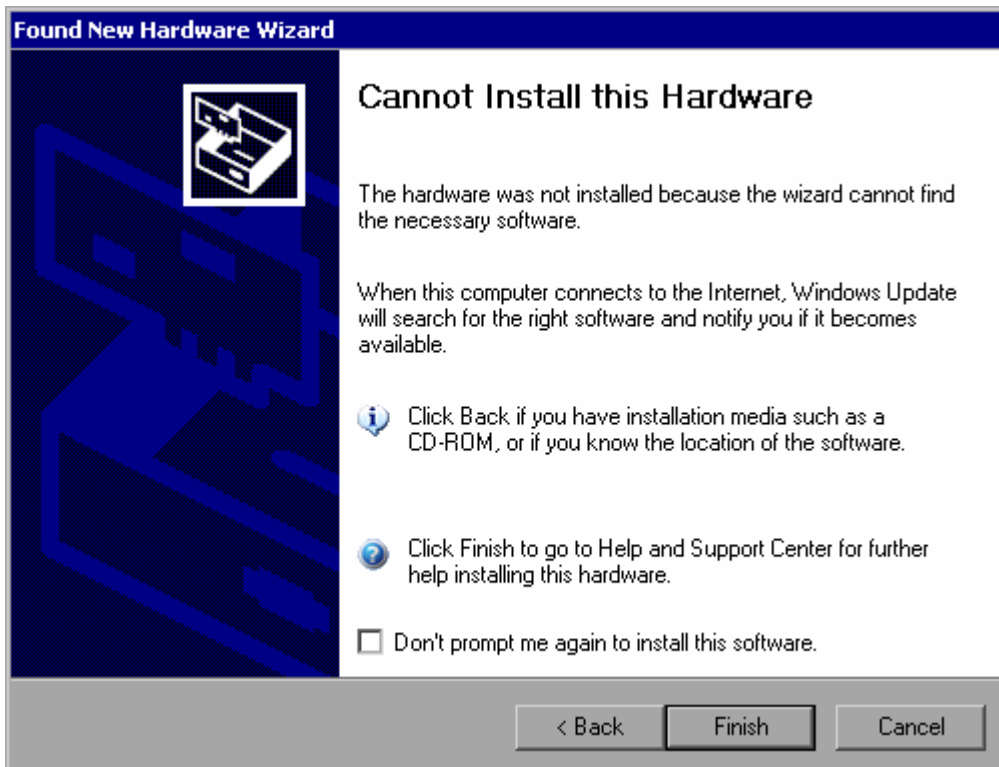 Found New Hardware Wizard
Cannot Install this Hardware
The hardware was not installed because the wizard cannot find
the necessary software.
When this computer connects to the Internet, Windows Update
will search for the right software and notify you if it becomes
available.
Click Back if you have installation media such as a
CD-ROM, or if you know the location of the software.
Click Finish to go to Help and Support Center for further
help installing this hardware.
Don't prompt me again to install this software.
< Back Finish Cancel